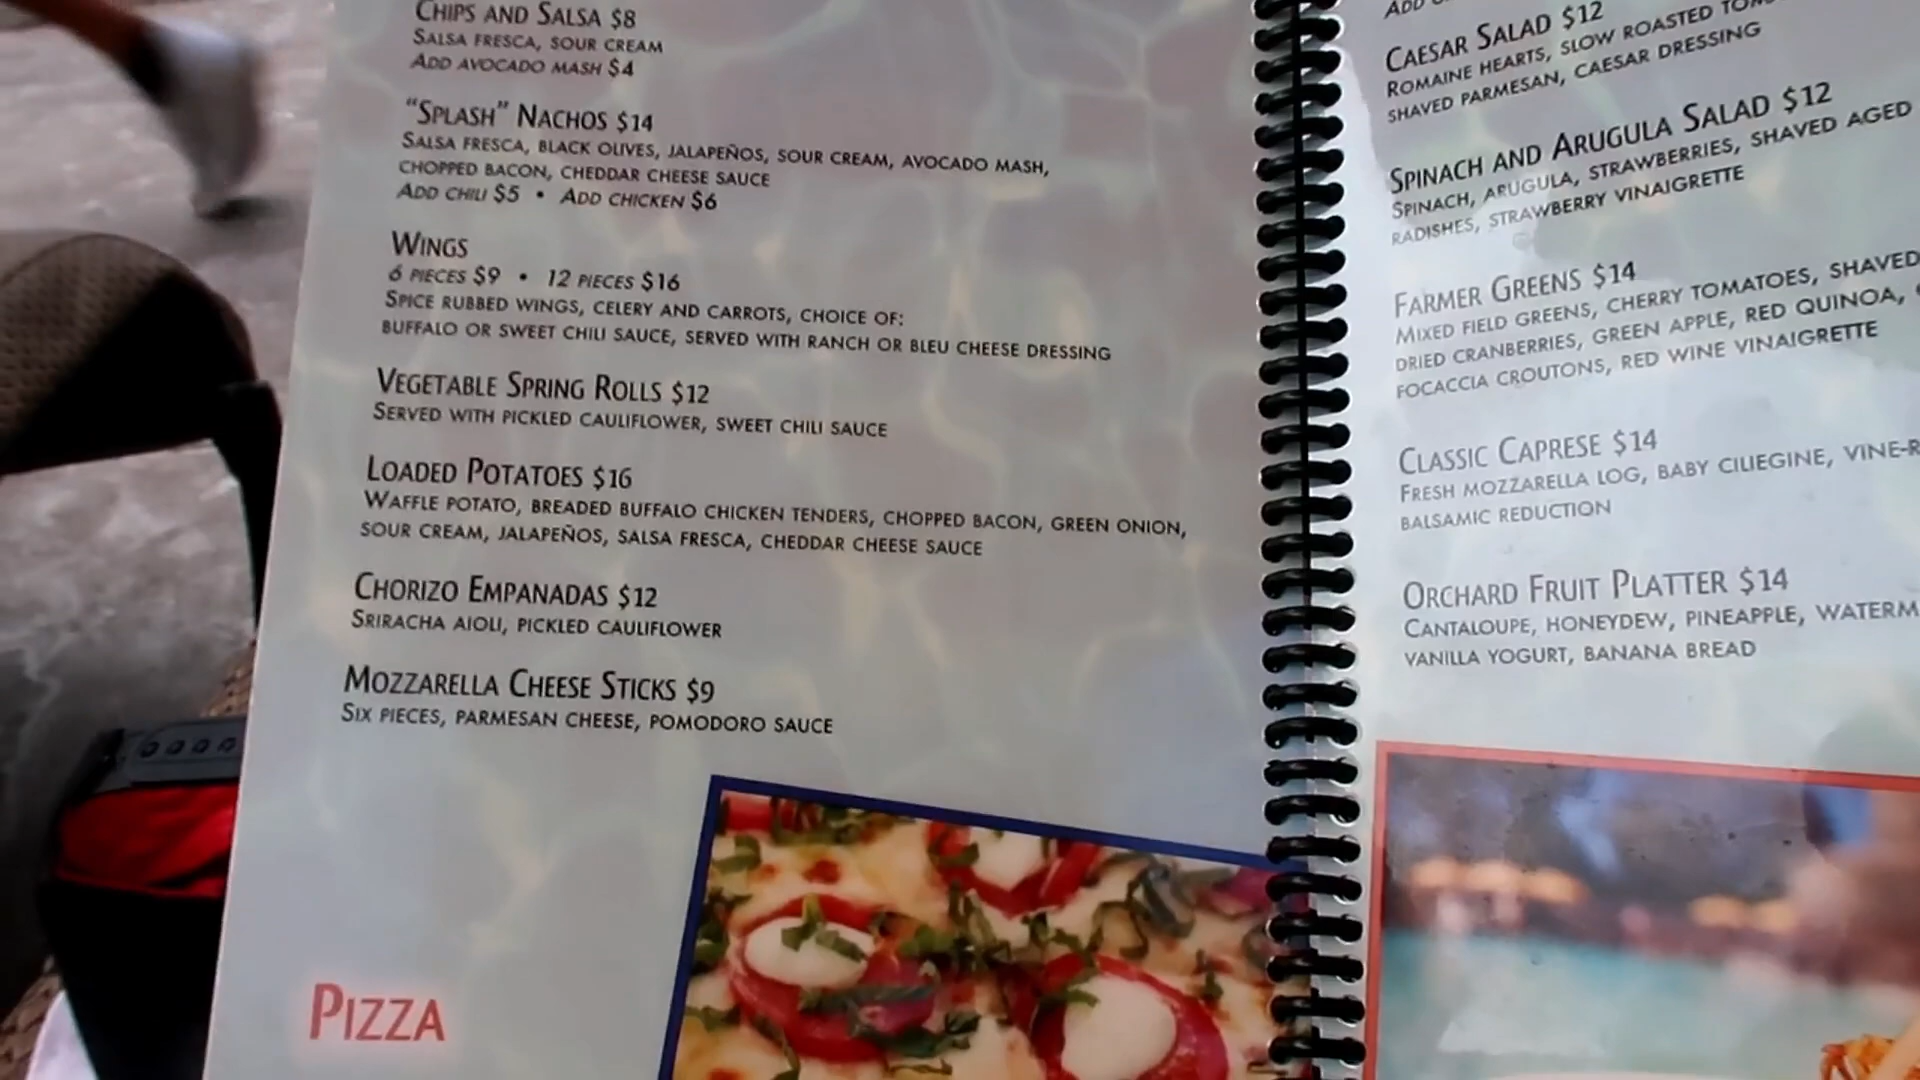 Chips and Salsa $8
Salsa fresca, sour cream
Add avocado mash $4
"Splash" Nachos $14
Salsa fresca, black olives, jalapeños, sour cream, avocado mash,
chopped bacon, cheddar cheese sauce
Add chili $5 • Add chicken $6
Wings
6 pieces $9 • 12 pieces $16
Spice rubbed wings, celery and carrots, choice of:
buffalo or sweet chili sauce, served with ranch or bleu cheese dressing
Vegetable Spring Rolls $12
Served with pickled cauliflower, sweet chili sauce
Loaded Potatoes $16
Waffle potato, breaded buffalo chicken tenders, chopped bacon, green onion,
sour cream, jalapeños, salsa fresca, cheddar cheese sauce
Chorizo Empanadas $12
Sriracha aioli, pickled cauliflower
Mozzarella Cheese Sticks $9
Six pieces, parmesan cheese, pomodoro sauce
Pizza
Add
Caesar Salad $12
Romaine hearts, slow roasted
shaved parmesan, caesar dressing
Spinach and Arugula Salad $12
Spinach, arugula, strawberries, shaved aged
radishes, strawberry vinaigrette
Farmer Greens $14
Mixed field greens, cherry tomatoes, shaved
dried cranberries, green apple, red quinoa,
focaccia croutons, red wine vinaigrette
Classic Caprese $14
Fresh mozzarella log, baby ciliegine, vine-r
balsamic reduction
Orchard Fruit Platter $14
Cantaloupe, honeydew, pineapple, waterm
vanilla yogurt, banana bread